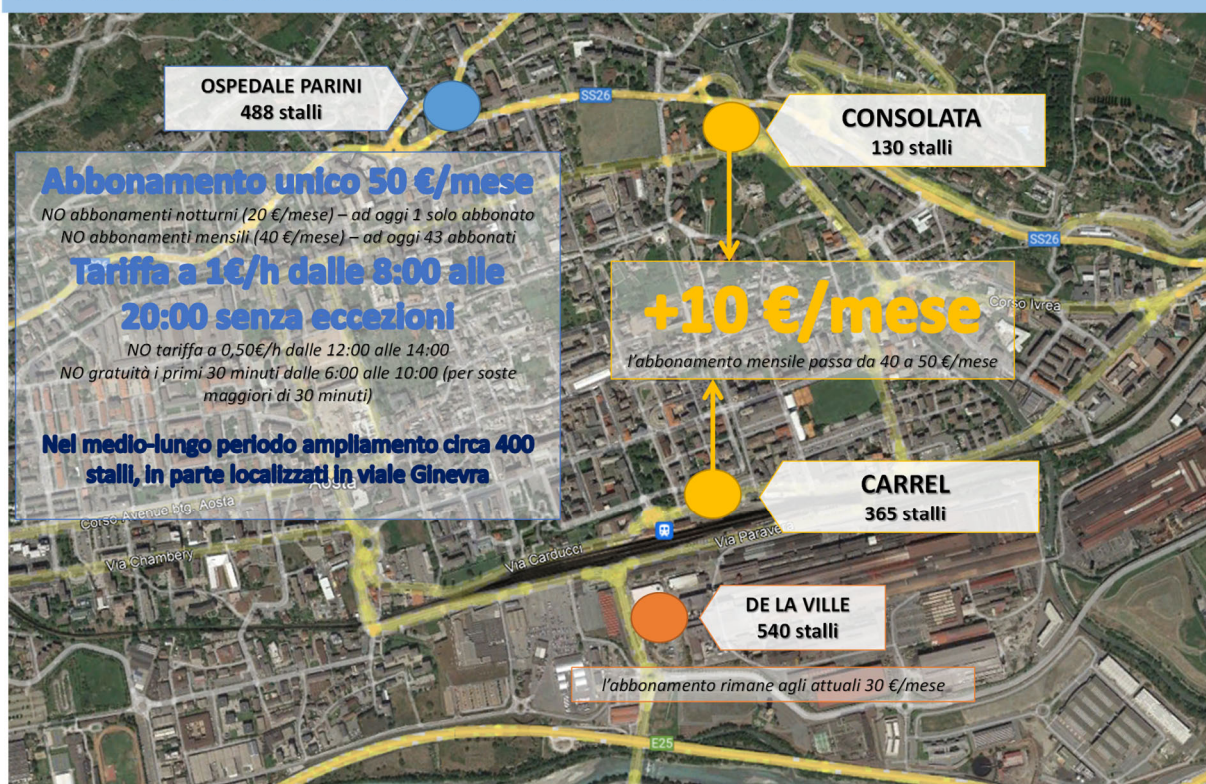 OSPEDALE PARINI
488 stalli
SS26
CONSOLATA
130 stalli
Abbonamento unico 50 €/mese
NO abbonamenti notturni (20 €/mese) – ad oggi 1 solo abbonato
NO abbonamenti mensili (40 €/mese) – ad oggi 43 abbonati
Tariffa a 1€/h dalle 8:00 alle
20:00 senza eccezioni
NO tariffa a 0,50€/h dalle 12:00 alle 14:00
NO gratuità i primi 30 minuti dalle 6:00 alle 10:00 (per soste
maggiori di 30 minuti)
Nel medio-lungo periodo ampliamento circa 400
stalli, in parte localizzati in viale Ginevra
SS26
+10 €/mese
l'abbonamento mensile passa da 40 a 50 €/mese
Corso Ivrea
Aosta
Corso Avenue btg. Aosta
CARREL
365 stalli
Via Chambery
Via Carducci
Via Paravera
DE LA VILLE
540 stalli
l'abbonamento rimane agli attuali 30 €/mese
E25